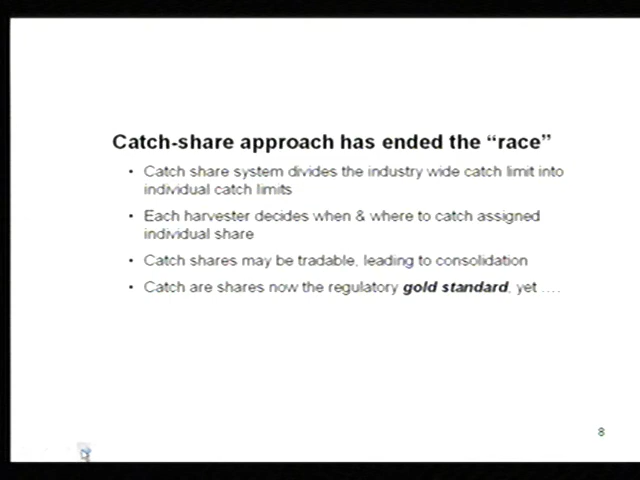 Catch-share approach has ended the “race”
• Catch share system divides the industry wide catch limit into
individual catch limits
• Each harvester decides when & where to catch assigned
individual share
• Catch shares may be tradable, leading to consolidation
• Catch are shares now the regulatory gold standard, yet ….
8